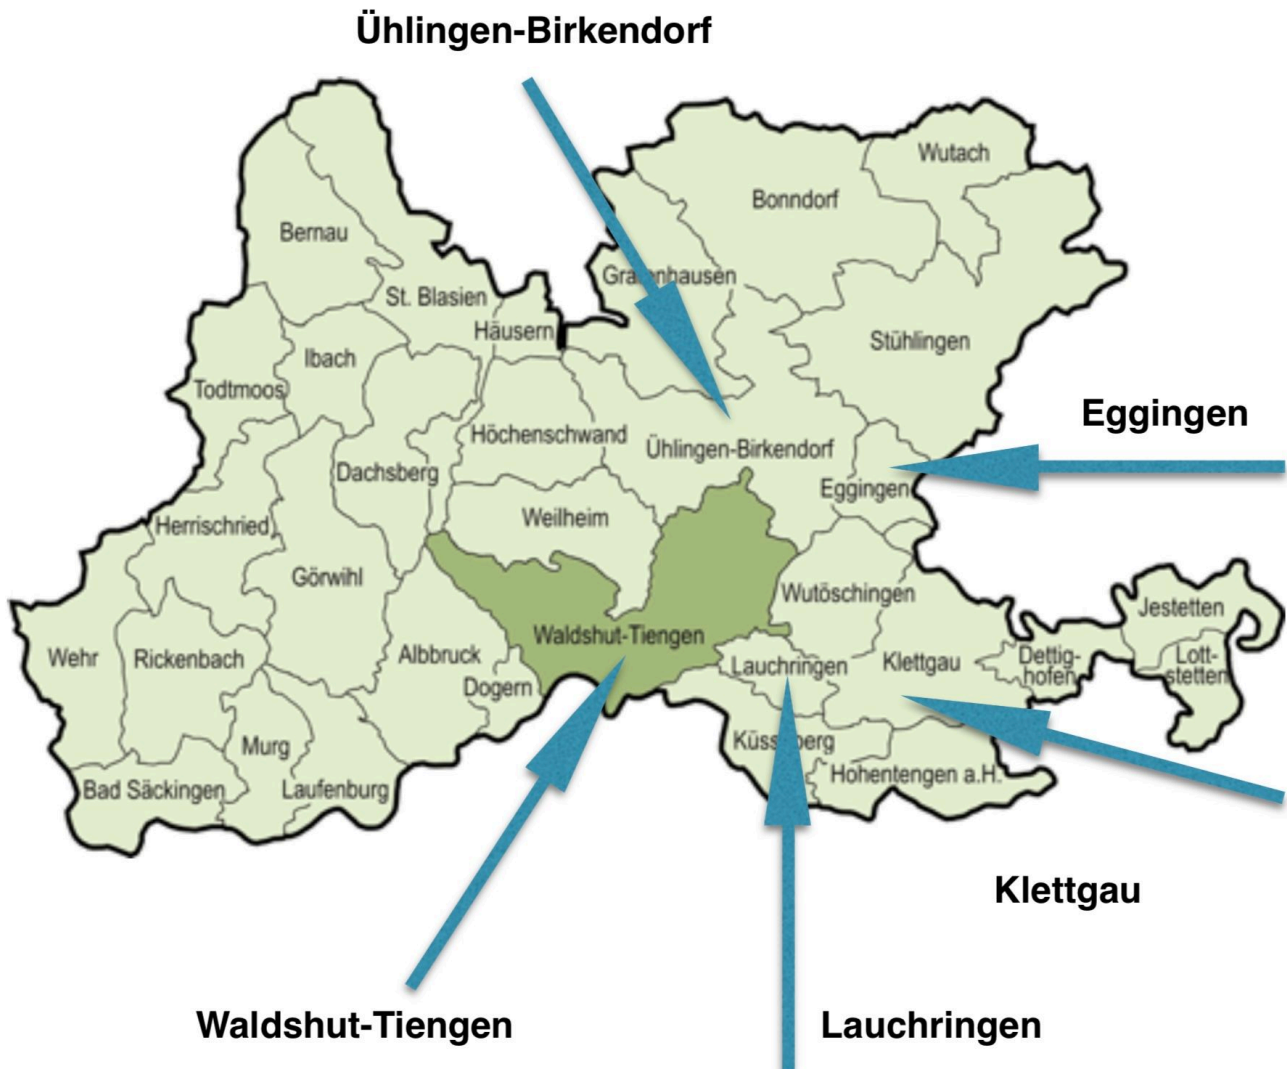 Ühlingen-Birkendorf
Wutach
Bonndorf
Bernau
Grafenhausen
St. Blasien
Häusern
Stühlingen
Ibach
Todtmoos
Eggingen
Höchenschwand
Ühlingen-Birkendorf
Dachsberg
Eggingen
Weilheim
Herrischried
Görwihl
Wutöschingen
Jestetten
Waldshut-Tiengen
Wehr
Rickenbach
Albbruck
Lauchringen
Klettgau
Dettig-
hofen
Lott-
stetten
Dogern
Murg
Küssaberg
Hohentengen a.H.
Bad Säckingen
Laufenburg
Klettgau
Waldshut-Tiengen
Lauchringen